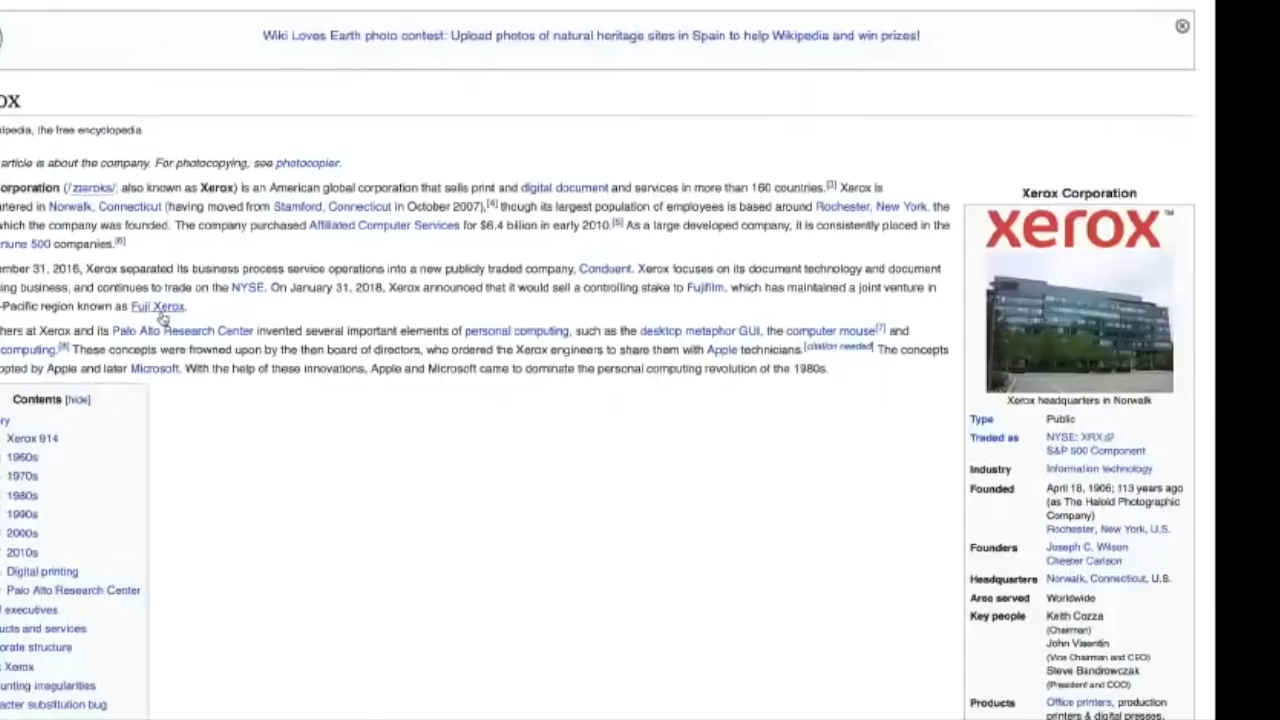 Wiki Loves Earth photo contest: Upload photos of natural heritage sites in Spain to help Wikipedia and win prizes!
ox
ipedia, the free encyclopedia
article is about the company. For photocopying, see photocopier.
orporation (/ˈzɪərɒks/; also known as Xerox) is an American global corporation that sells print and digital document and services in more than 160 countries.[3] Xerox is
rtered in Norwalk, Connecticut (having moved from Stamford, Connecticut in October 2007),[4] though its largest population of employees is based around Rochester, New York, the
which the company was founded. The company purchased Affiliated Computer Services for $6.4 billion in early 2010.[5] As a large developed company, it is consistently placed in the
rtune 500 companies.[6]
ember 31, 2016, Xerox separated its business process service operations into a new publicly traded company, Conduent. Xerox focuses on its document technology and document
ing business, and continues to trade on the NYSE. On January 31, 2018, Xerox announced that it would sell a controlling stake to Fujifilm, which has maintained a joint venture in
-Pacific region known as Fuji Xerox.
hers at Xerox and its Palo Alto Research Center invented several important elements of personal computing, such as the desktop metaphor GUI, the computer mouse[7] and
computing.[8] These concepts were frowned upon by the then board of directors, who ordered the Xerox engineers to share them with Apple technicians.[citation needed] The concepts
opted by Apple and later Microsoft. With the help of these innovations, Apple and Microsoft came to dominate the personal computing revolution of the 1980s.
Contents [hide]
ry
Xerox 914
1960s
1970s
1980s
1990s
2000s
2010s
Digital printing
Palo Alto Research Center
executives
ucts and services
orate structure
Xerox
unting irregularities
acter substitution bug
Xerox Corporation
xerox™
Xerox headquarters in Norwalk
Type Public
Traded as NYSE: XRX
S&P 500 Component
Industry Information technology
Founded April 18, 1906; 113 years ago
(as The Haloid Photographic
Company)
Rochester, New York, U.S.
Founders Joseph C. Wilson
Chester Carlson
Headquarters Norwalk, Connecticut, U.S.
Area served Worldwide
Key people Keith Cozza
(Chairman)
John Visentin
(Vice Chairman and CEO)
Steve Bandrowczak
(President and COO)
Products Office printers, production
printers & digital presses,